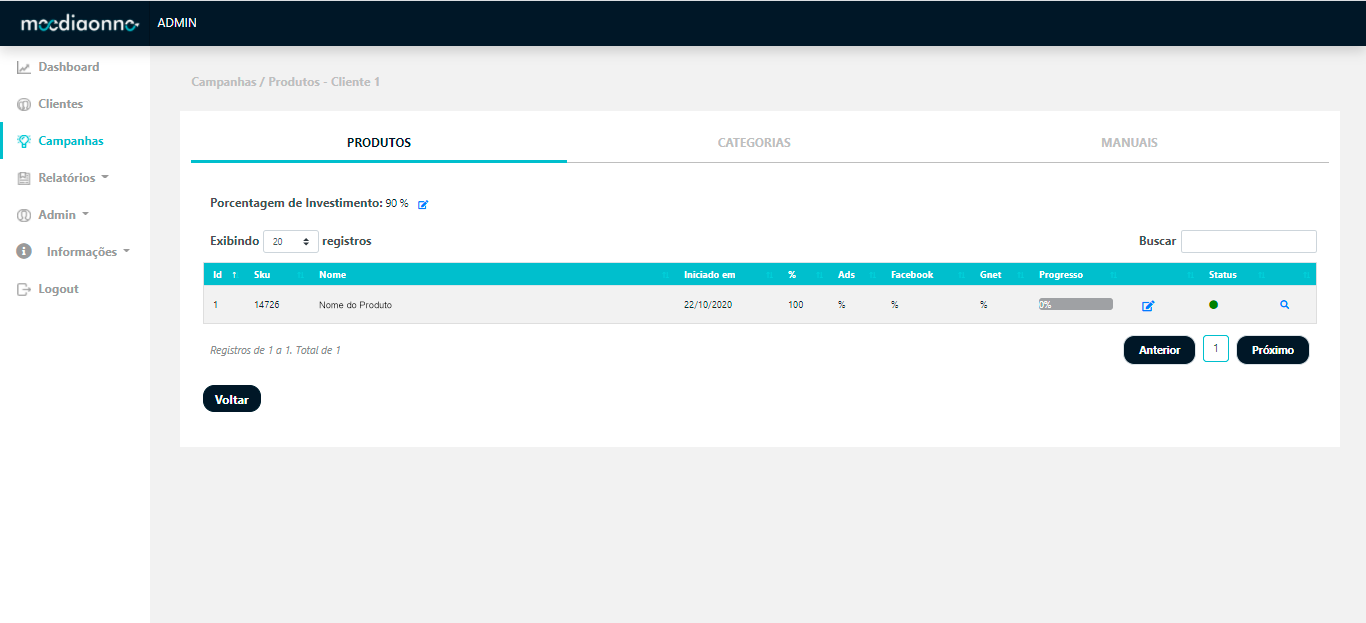 moodiaonno ADMIN
Dashboard
Clientes
Campanhas
Relatórios
Admin
Informações
Logout
Campanhas / Produtos - Cliente 1
PRODUTOS CATEGORIAS MANUAIS
Porcentagem de Investimento: 90 %
Exibindo 20 registros Buscar
Id Sku Nome Iniciado em % Ads Facebook Gnet Progresso Status
1 14726 Nome do Produto 22/10/2020 100 % % % 0%
Registros de 1 a 1. Total de 1 Anterior 1 Próximo
Voltar